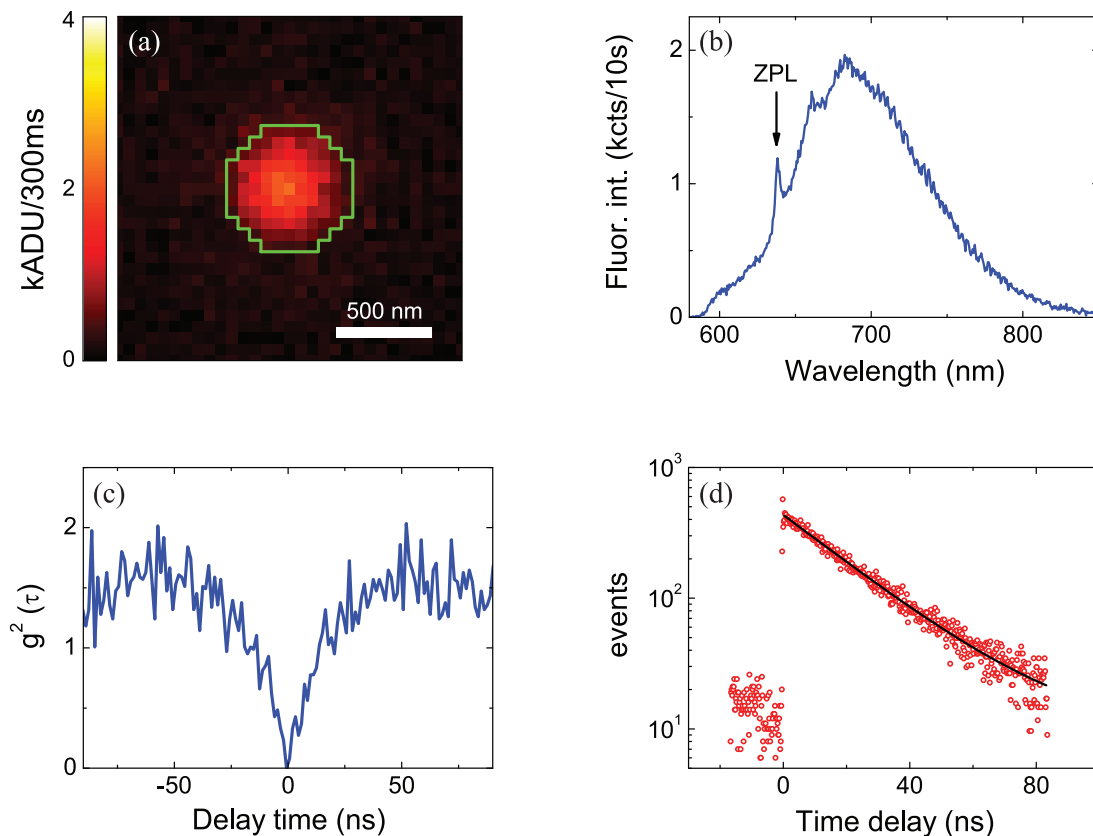 (a)
4
2
0
kADU/300ms
500 nm
(b)
ZPL
2
1
0
Fluor. int. (kcts/10s)
600 700 800
Wavelength (nm)
(c)
2
1
0
g² (τ)
-50 0 50
Delay time (ns)
(d)
10³
10²
10¹
events
0 40 80
Time delay (ns)